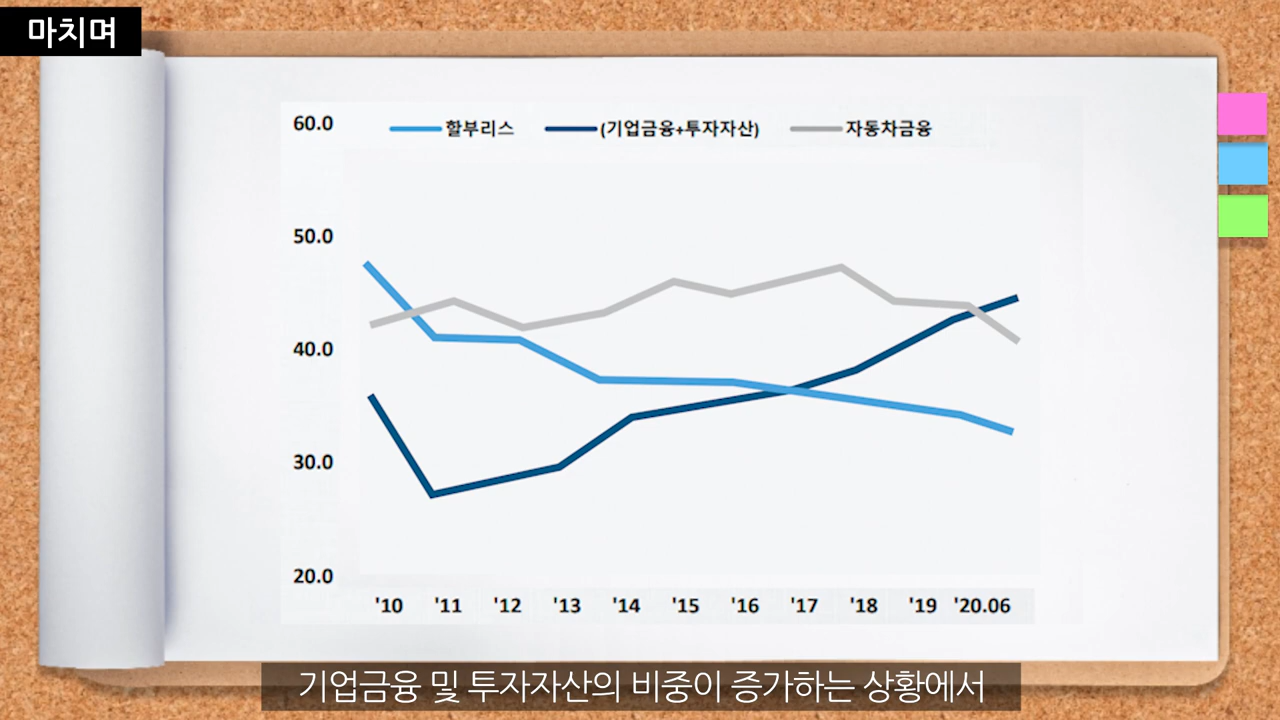 마치며
할부리스 (기업금융+투자자산) 자동차금융
60.0
50.0
40.0
30.0
20.0
'10 '11 '12 '13 '14 '15 '16 '17 '18 '19 '20.06
기업금융 및 투자자산의 비중이 증가하는 상황에서